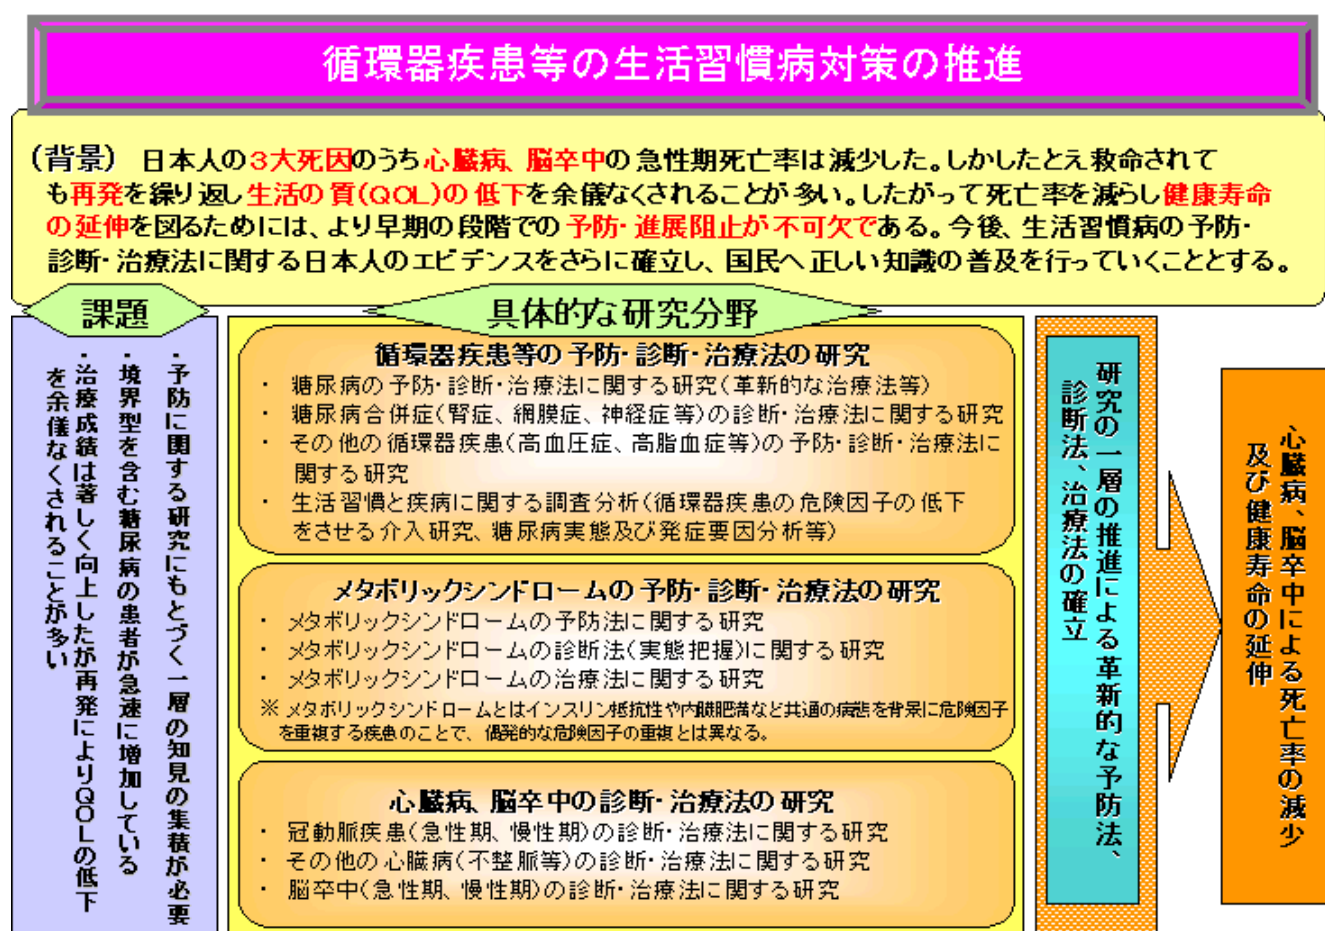 循環器疾患等の生活習慣病対策の推進
（背景） 日本人の３大死因のうち心臓病、脳卒中の急性期死亡率は減少した。しかしたとえ救命されて
も再発を繰り返し生活の質(QOL)の低下を余儀なくされることが多い。したがって死亡率を減らし健康寿命
の延伸を図るためには、より早期の段階での予防・進展阻止が不可欠である。今後、生活習慣病の予防・
診断・治療法に関する日本人のエビデンスをさらに確立し、国民へ正しい知識の普及を行っていくこととする。
課題
・予防に関する研究にもとづく一層の知見の集積が必要
・境界型を含む糖尿病の患者が急速に増加している
・治療成績は著しく向上したが再発によりＱＯＬの低下
を余儀なくされることが多い
具体的な研究分野
循環器疾患等の予防・診断・治療法の研究
・ 糖尿病の予防・診断・治療法に関する研究(革新的な治療法等)
・ 糖尿病合併症(腎症、網膜症、神経症等)の診断・治療法に関する研究
・ その他の循環器疾患(高血圧症、高脂血症等)の予防・診断・治療法に
関する研究
・ 生活習慣と疾病に関する調査分析(循環器疾患の危険因子の低下
をさせる介入研究、糖尿病実態及び発症要因分析等)
メタボリックシンドロームの予防・診断・治療法の研究
・ メタボリックシンドロームの予防法に関する研究
・ メタボリックシンドロームの診断法(実態把握)に関する研究
・ メタボリックシンドロームの治療法に関する研究
※ メタボリックシンドロームとはインスリン抵抗性や内臓肥満など共通の病態を背景に危険因子
を重複する疾患のことで、偶発的な危険因子の重複とは異なる。
心臓病、脳卒中の診断・治療法の研究
・ 冠動脈疾患(急性期、慢性期)の診断・治療法に関する研究
・ その他の心臓病(不整脈等)の診断・治療法に関する研究
・ 脳卒中(急性期、慢性期)の診断・治療法に関する研究
研究の一層の推進による革新的な予防法、
診断法、治療法の確立
心臓病、脳卒中による死亡率の減少
及び健康寿命の延伸